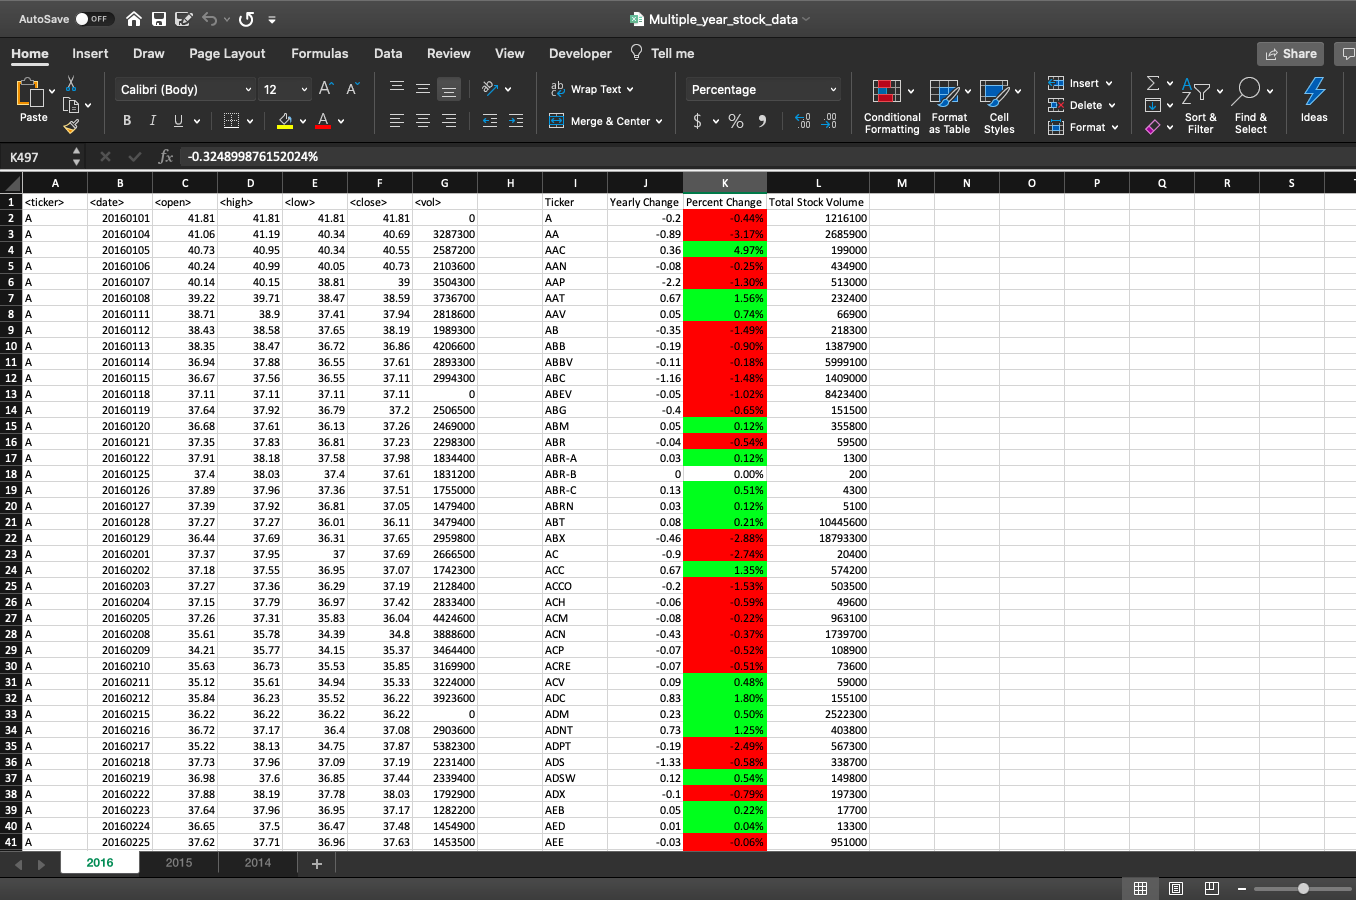 AutoSave OFF Multiple_year_stock_data
Home Insert Draw Page Layout Formulas Data Review View Developer Tell me Share
Paste Calibri (Body) 12 A A Wrap Text Percentage Insert
B I U A Merge & Center $ % Conditional Formatting Format as Table Cell Styles Delete Format Sort & Filter Find & Select Ideas
K497 fx -0.324899876152024%
A B C D E F G H I J K L M N O P Q R S
1 <ticker> <date> <open> <high> <low> <close> <vol> Ticker Yearly Change Percent Change Total Stock Volume
2 A 20160101 41.81 41.81 41.81 41.81 0 A -0.2 -0.44% 1216100
3 A 20160104 41.06 41.19 40.34 40.69 3287300 AA -0.89 -3.17% 2685900
4 A 20160105 40.73 40.95 40.34 40.55 2587200 AAC 0.36 4.97% 199000
5 A 20160106 40.24 40.99 40.05 40.73 2103600 AAN -0.08 -0.25% 434900
6 A 20160107 40.14 40.15 38.81 39 3504300 AAP -2.2 -1.30% 513000
7 A 20160108 39.22 39.71 38.47 38.59 3736700 AAT 0.67 1.56% 232400
8 A 20160111 38.71 38.9 37.41 37.94 2818600 AAV 0.05 0.74% 66900
9 A 20160112 38.43 38.58 37.65 38.19 1989300 AB -0.35 -1.49% 218300
10 A 20160113 38.35 38.47 36.72 36.86 4206600 ABB -0.19 -0.90% 1387900
11 A 20160114 36.94 37.88 36.55 37.61 2893300 ABBV -0.11 -0.18% 5999100
12 A 20160115 36.67 37.56 36.55 37.11 2994300 ABC -1.16 -1.48% 1409000
13 A 20160118 37.11 37.11 37.11 37.11 0 ABEV -0.05 -1.02% 8423400
14 A 20160119 37.64 37.92 36.79 37.2 2506500 ABG -0.4 -0.65% 151500
15 A 20160120 36.68 37.61 36.13 37.26 2469000 ABM 0.05 0.12% 355800
16 A 20160121 37.35 37.83 36.81 37.23 2298300 ABR -0.04 -0.54% 59500
17 A 20160122 37.91 38.18 37.58 37.98 1834400 ABR-A 0.03 0.12% 1300
18 A 20160125 37.4 38.03 37.4 37.61 1831200 ABR-B 0 0.00% 200
19 A 20160126 37.89 37.96 37.36 37.51 1755000 ABR-C 0.13 0.51% 4300
20 A 20160127 37.39 37.92 36.81 37.05 1479400 ABRN 0.03 0.12% 5100
21 A 20160128 37.27 37.27 36.01 36.11 3479400 ABT 0.08 0.21% 10445600
22 A 20160129 36.44 37.69 36.31 37.65 2959800 ABX -0.46 -2.88% 18793300
23 A 20160201 37.37 37.95 37 37.69 2666500 AC -0.9 -2.74% 20400
24 A 20160202 37.18 37.55 36.95 37.07 1742300 ACC 0.67 1.35% 574200
25 A 20160203 37.27 37.36 36.29 37.19 2128400 ACCO -0.2 -1.53% 503500
26 A 20160204 37.15 37.79 36.97 37.42 2833400 ACH -0.06 -0.59% 49600
27 A 20160205 37.26 37.31 35.83 36.04 4424600 ACM -0.08 -0.22% 963100
28 A 20160208 35.61 35.78 34.39 34.8 3888600 ACN -0.43 -0.37% 1739700
29 A 20160209 34.21 35.77 34.15 35.37 3464400 ACP -0.07 -0.52% 108900
30 A 20160210 35.63 36.73 35.53 35.85 3169900 ACRE -0.07 -0.51% 73600
31 A 20160211 35.12 35.61 34.94 35.33 3224000 ACV 0.09 0.48% 59000
32 A 20160212 35.84 36.23 35.52 36.22 3923600 ADC 0.83 1.80% 155100
33 A 20160215 36.22 36.22 36.22 36.22 0 ADM 0.23 0.50% 2522300
34 A 20160216 36.72 37.17 36.4 37.08 2903600 ADNT 0.73 1.25% 403800
35 A 20160217 35.22 38.13 34.75 37.87 5382300 ADPT -0.19 -2.49% 567300
36 A 20160218 37.73 37.96 37.09 37.19 2231400 ADS -1.33 -0.58% 338700
37 A 20160219 36.98 37.6 36.85 37.44 2339400 ADSW 0.12 0.54% 149800
38 A 20160222 37.88 38.19 37.78 38.03 1792900 ADX -0.1 -0.79% 197300
39 A 20160223 37.64 37.96 36.95 37.17 1282200 AEB 0.05 0.22% 17700
40 A 20160224 36.65 37.5 36.47 37.48 1454900 AED 0.01 0.04% 13300
41 A 20160225 37.62 37.71 36.96 37.63 1453500 AEE -0.03 -0.06% 951000
2016 2015 2014 +